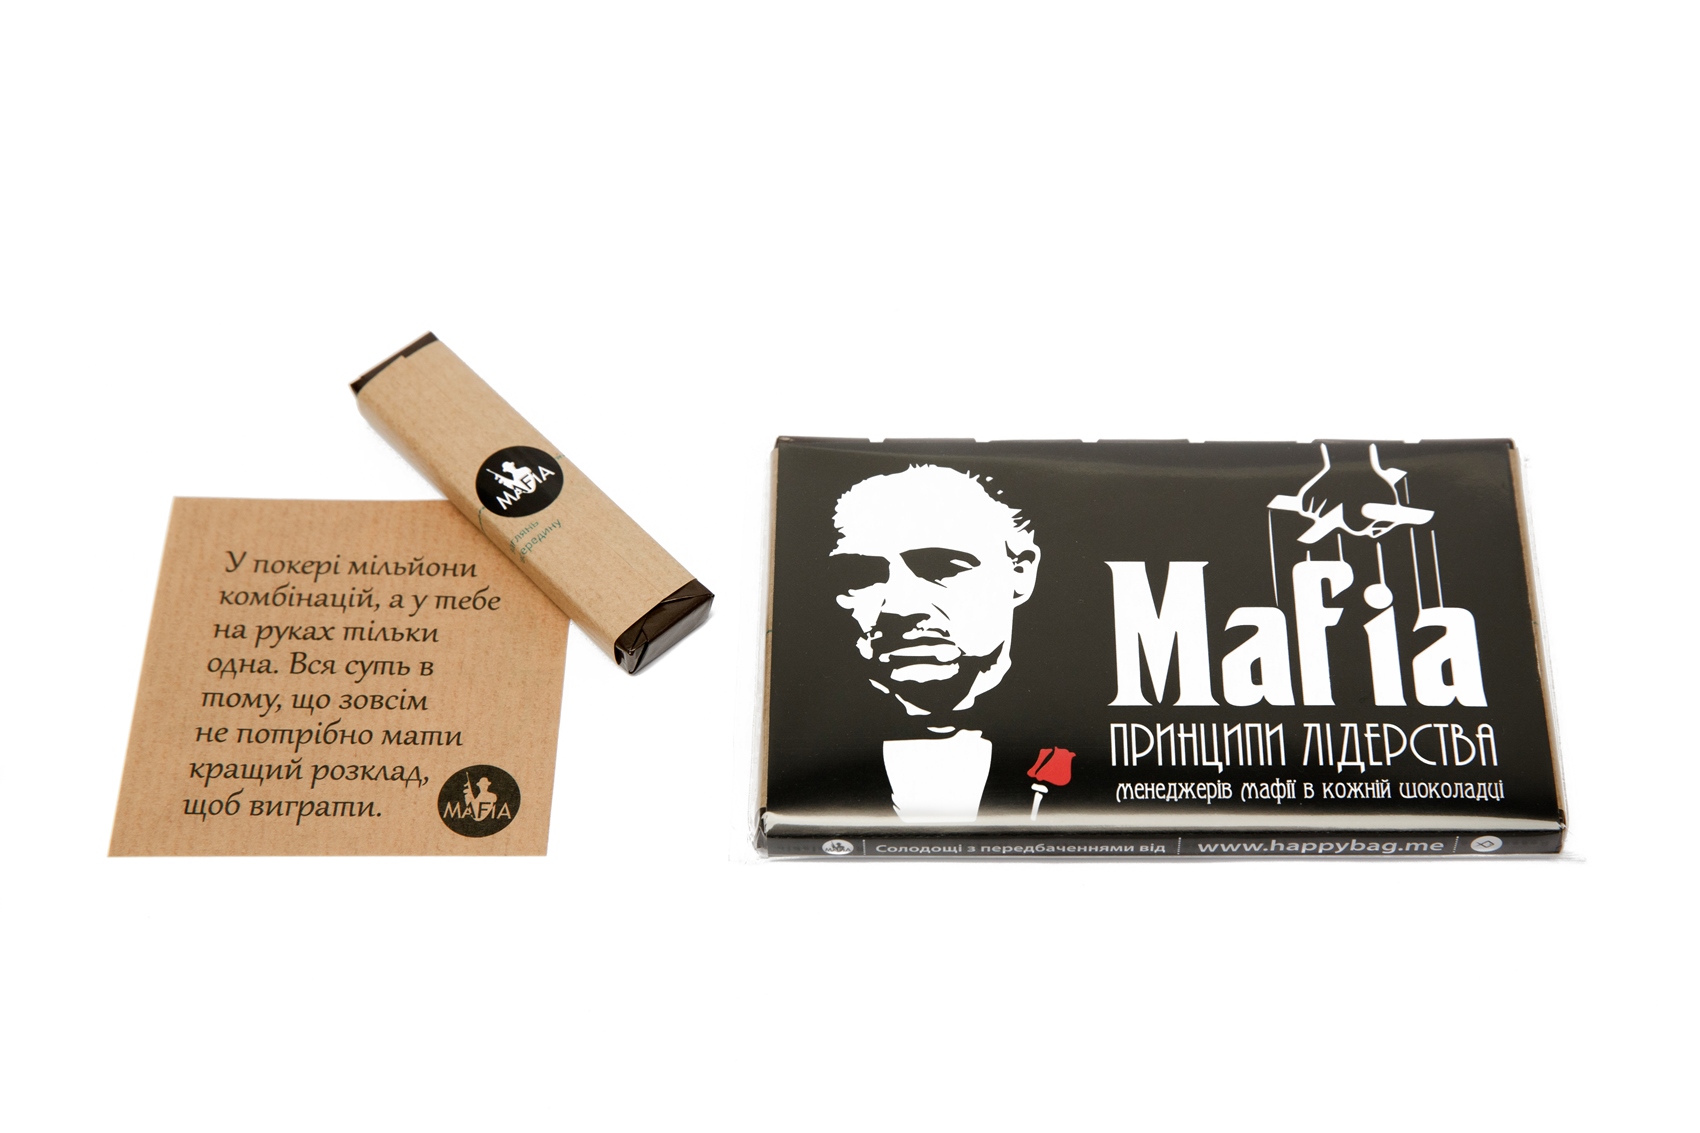 У покері мільйони
комбінацій, а у тебе
на руках тільки
одна. Вся суть в
тому, що зовсім
не потрібно мати
кращий розклад,
щоб виграти.
MAFIA
MAFIA
середину
Mafia
ПРИНЦИПИ ЛІДЕРСТВА
менеджерів мафії в кожній шоколадці
Солодощі з передбаченнями від
www.happybag.me